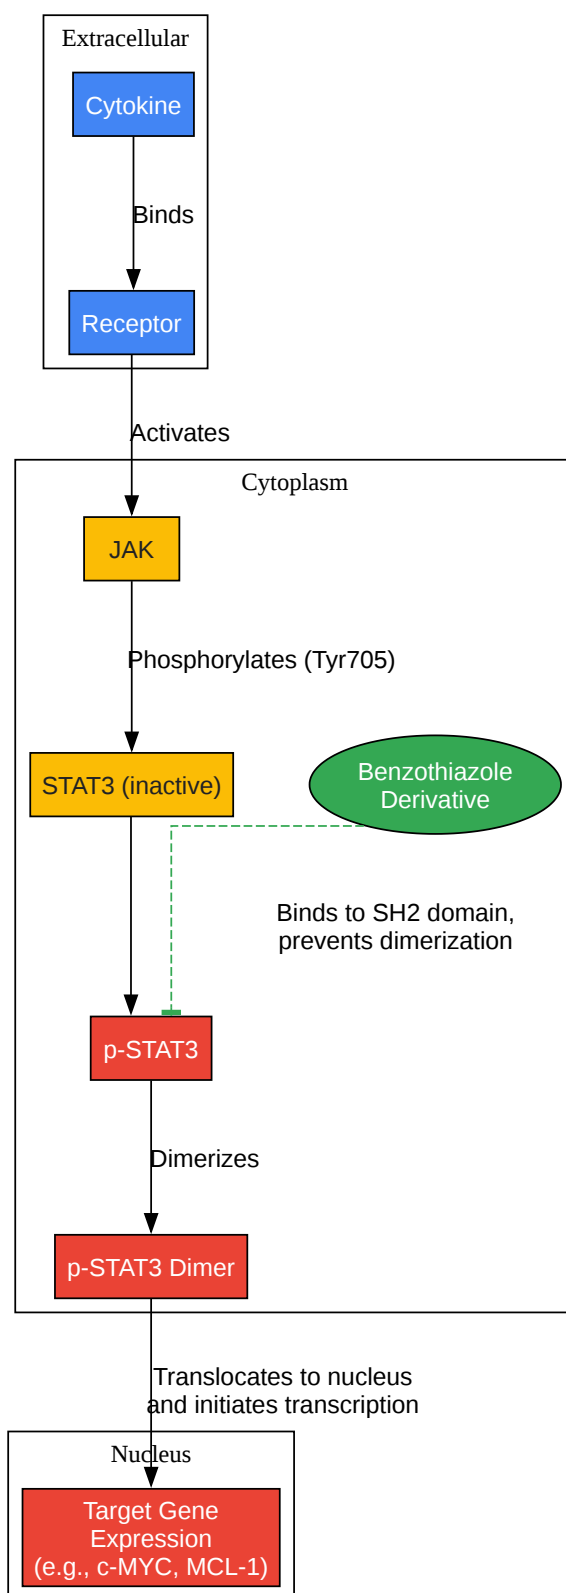 Extracellular
Cytokine
Binds
Receptor
Activates
Cytoplasm
JAK
Phosphorylates (Tyr705)
STAT3 (inactive)
Benzothiazole
Derivative
Binds to SH2 domain,
prevents dimerization
p-STAT3
Dimerizes
p-STAT3 Dimer
Translocates to nucleus
and initiates transcription
Nucleus
Target Gene
Expression
(e.g., c-MYC, MCL-1)